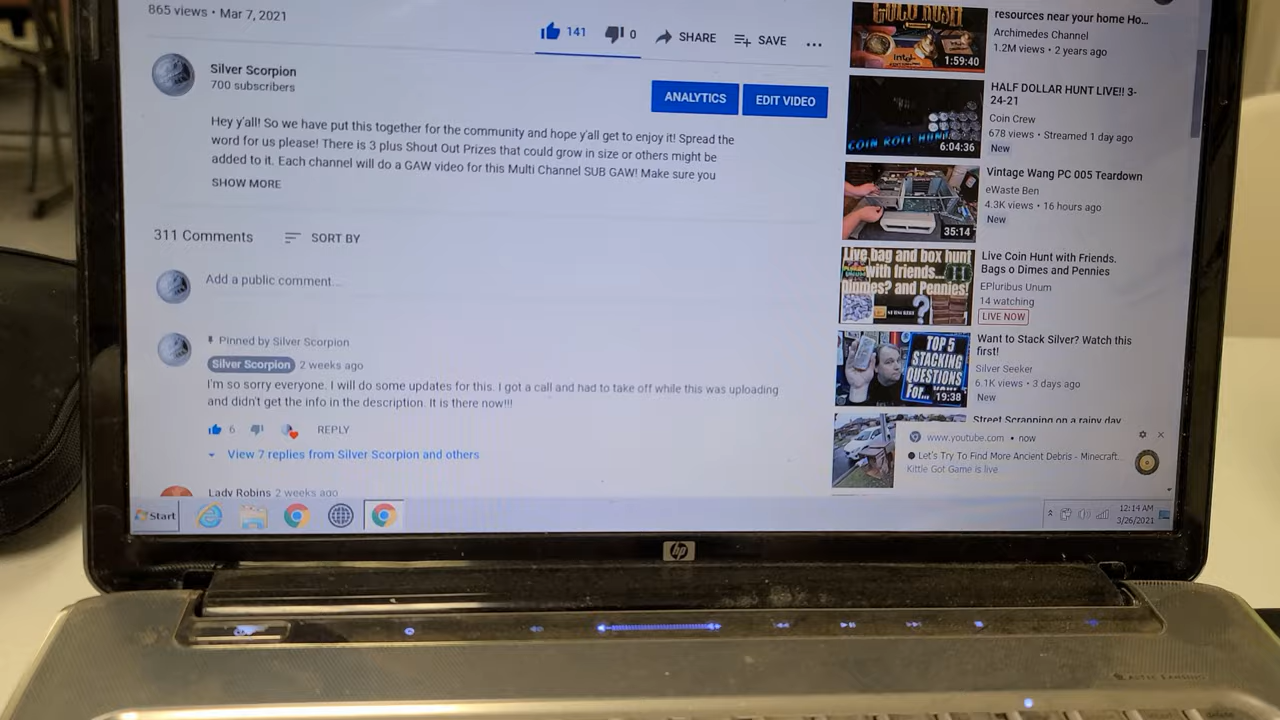 865 views • Mar 7, 2021
141
0
SHARE
SAVE
Silver Scorpion
700 subscribers
ANALYTICS
EDIT VIDEO
Hey y'all! So we have put this together for the community and hope y'all get to enjoy it! Spread the
word for us please! There is 3 plus Shout Out Prizes that could grow in size or others might be
added to it. Each channel will do a GAW video for this Multi Channel SUB GAW! Make sure you
SHOW MORE
311 Comments
SORT BY
Add a public comment...
Pinned by Silver Scorpion
Silver Scorpion 2 weeks ago
I'm so sorry everyone. I will do some updates for this. I got a call and had to take off while this was uploading
and didn't get the info in the description. It is there now!!!
6
REPLY
View 7 replies from Silver Scorpion and others
Lady Robins 2 weeks ago
GOLD RUSH
1:59:40
resources near your home Ho...
Archimedes Channel
1.2M views • 2 years ago
COIN ROLL HUNT
6:04:36
HALF DOLLAR HUNT LIVE!! 3-
24-21
Coin Crew
678 views • Streamed 1 day ago
New
35:14
Vintage Wang PC 005 Teardown
eWaste Ben
4.3K views • 16 hours ago
New
Live bag and box hunt
with friends...
Dimes? and Pennies!
?
Live Coin Hunt with Friends.
Bags o Dimes and Pennies
EPluribus Unum
14 watching
LIVE NOW
TOP 5
STACKING
QUESTIONS
FOR...
19:38
Want to Stack Silver? Watch this
first!
Silver Seeker
6.1K views • 3 days ago
New
Street Scrapping on a rainy day
www.youtube.com • now
Let's Try To Find More Ancient Debris - Minecraft...
Kittle Got Game is live
Start
12:14 AM
3/26/2021
hp
ALTEC LANSING